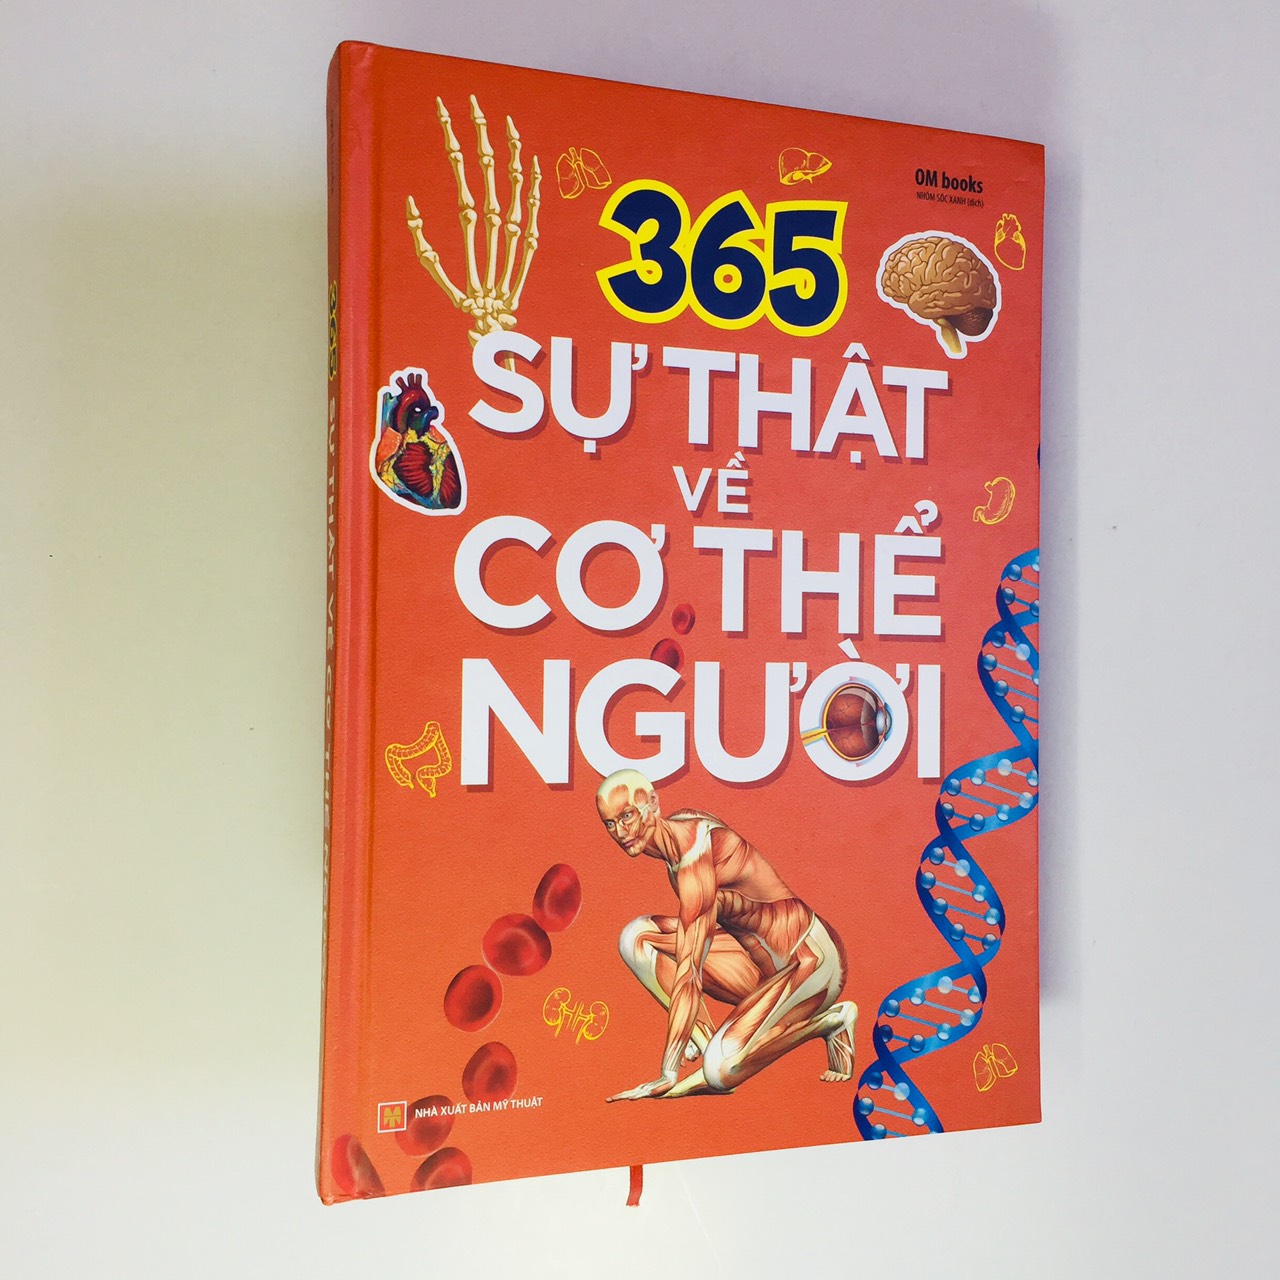 OM books
NHÓM SÓC XANH (dịch)
365
SỰ THẬT
VỀ
CƠ THỂ
NGƯỜI
NHÀ XUẤT BẢN MỸ THUẬT
365 SỰ THẬT VỀ CƠ THỂ NGƯỜI